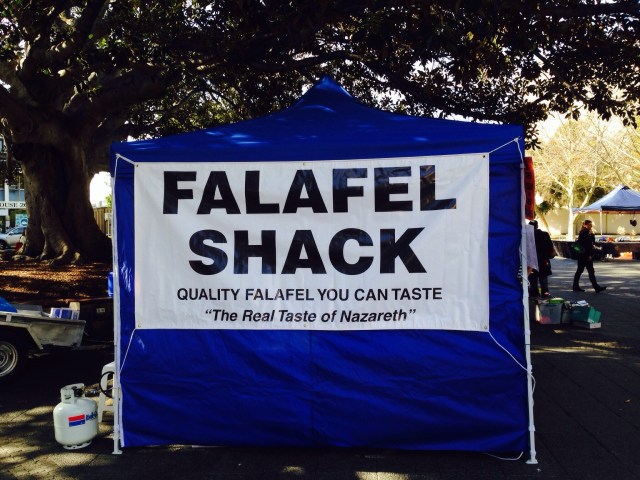 FALAFEL
SHACK
QUALITY FALAFEL YOU CAN TASTE
"The Real Taste of Nazareth"